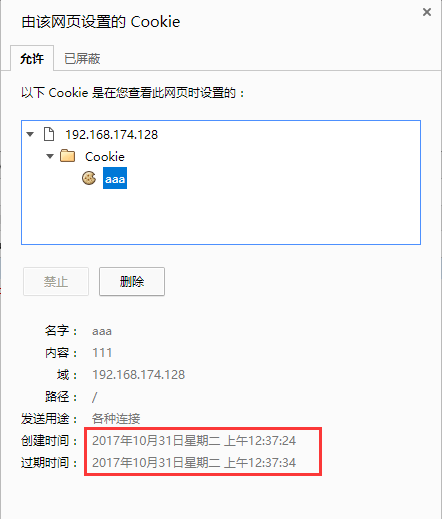 由该网页设置的 Cookie
允许 已屏蔽
以下 Cookie 是在您查看此网页时设置的：
192.168.174.128
Cookie
aaa
禁止 删除
名字： aaa
内容： 111
域： 192.168.174.128
路径： /
发送用途： 各种连接
创建时间： 2017年10月31日星期二 上午12:37:24
过期时间： 2017年10月31日星期二 上午12:37:34